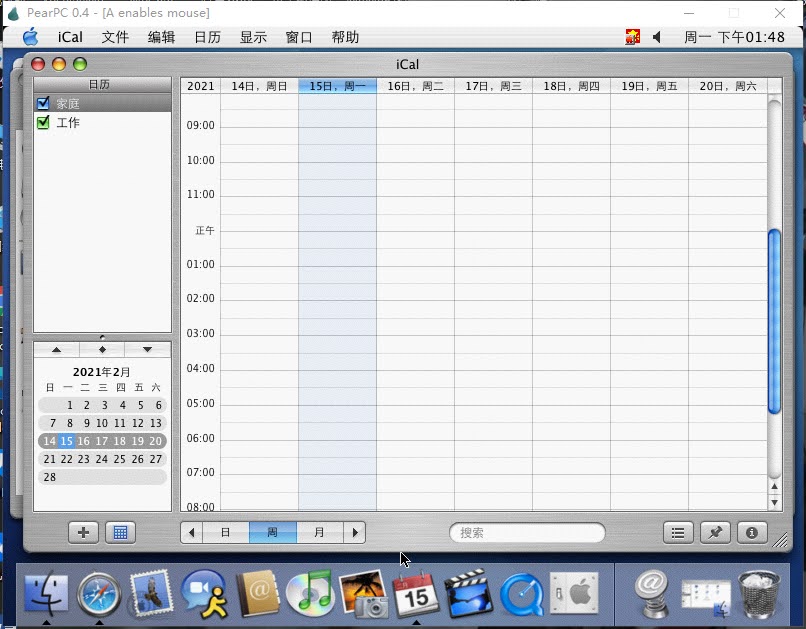 PearPC 0.4 - [A enables mouse]
iCal 文件 编辑 日历 显示 窗口 帮助 周一 下午01:48
iCal
日历
家庭
工作
2021 14日，周日 15日，周一 16日，周二 17日，周三 18日，周四 19日，周五 20日，周六
09:00
10:00
11:00
正午
01:00
02:00
03:00
04:00
05:00
06:00
07:00
08:00
2021年2月
日 一 二 三 四 五 六
1 2 3 4 5 6
7 8 9 10 11 12 13
14 15 16 17 18 19 20
21 22 23 24 25 26 27
28
日 周 月
搜索
15